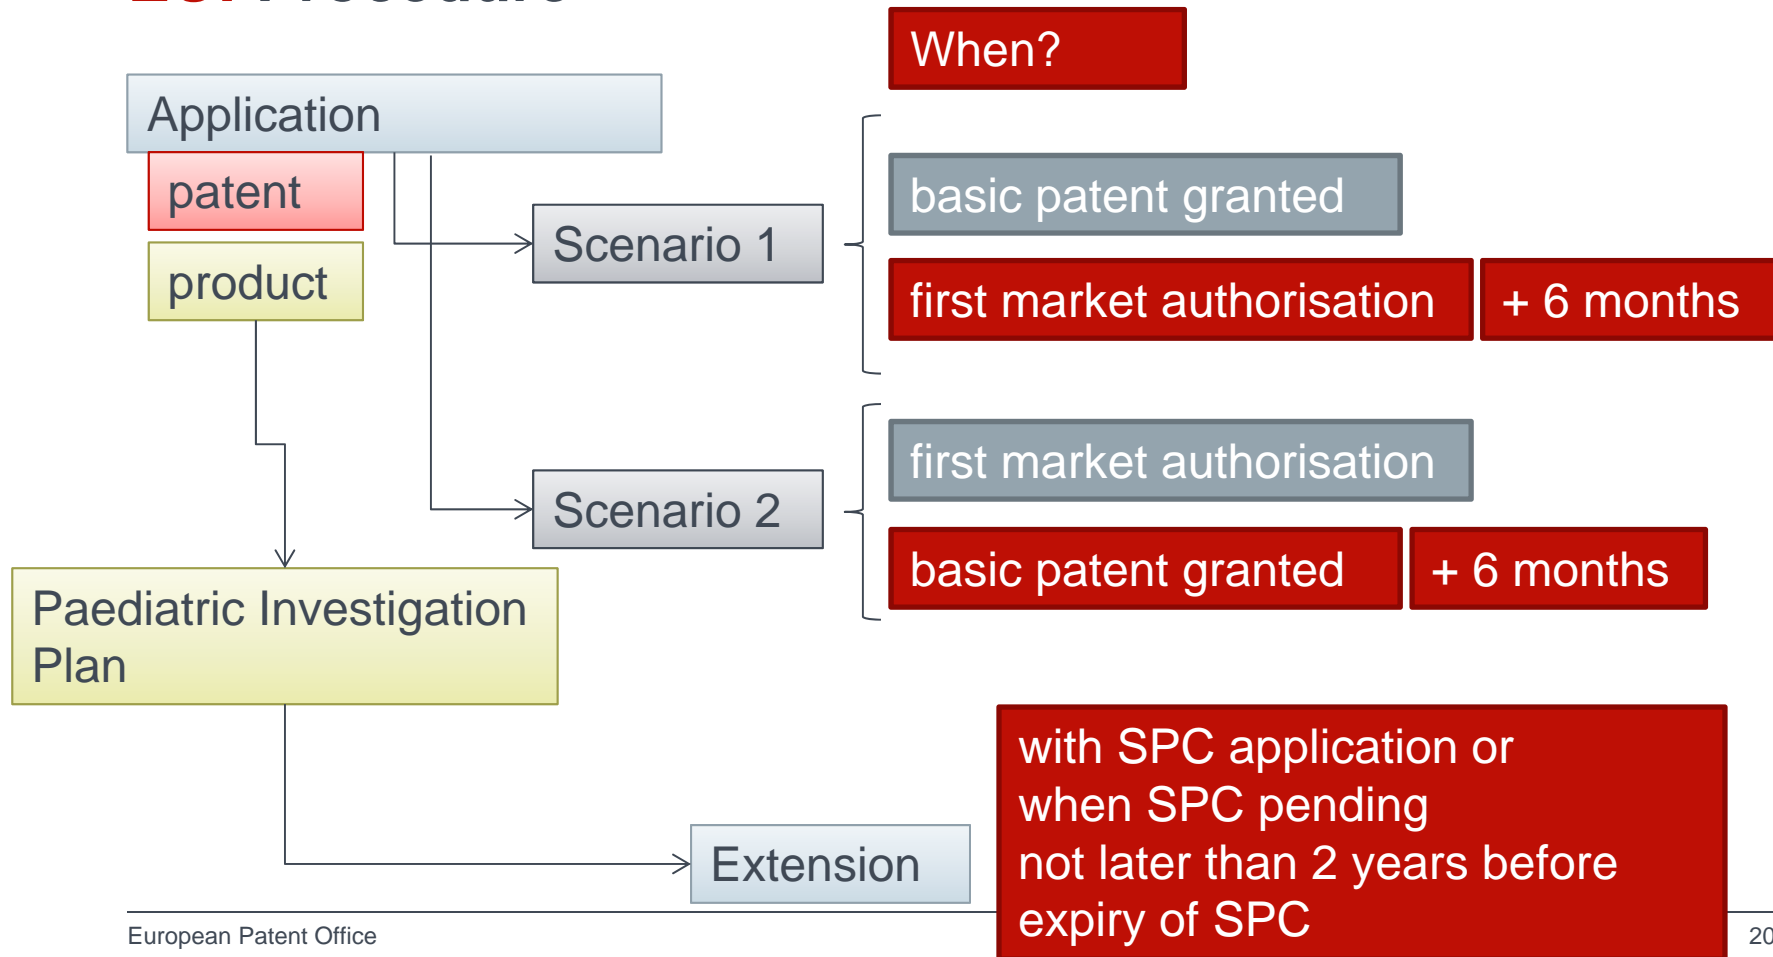 When?
Application
patent
product
Scenario 1
basic patent granted
first market authorisation
+ 6 months
Scenario 2
first market authorisation
basic patent granted
+ 6 months
Paediatric Investigation
Plan
Extension
with SPC application or
when SPC pending
not later than 2 years before
expiry of SPC
European Patent Office
20